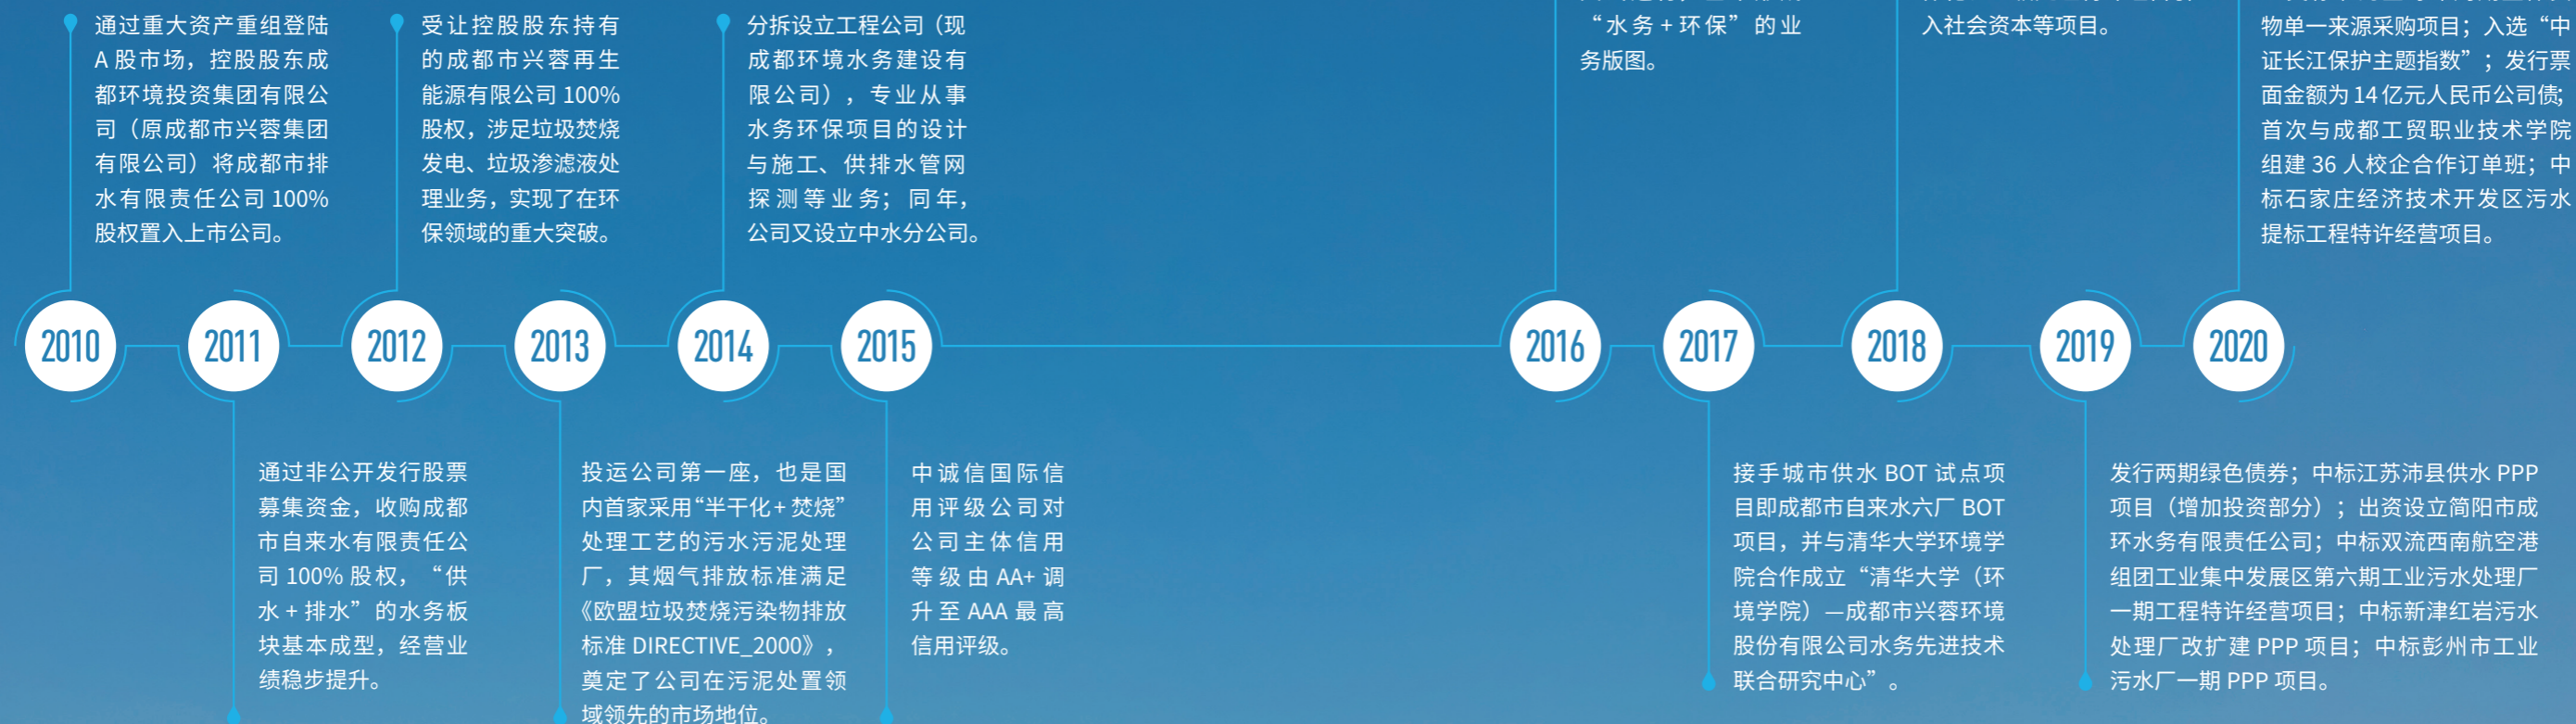 通过重大资产重组登陆
A 股市场，控股股东成
都环境投资集团有限公
司（原成都市兴蓉集团
有限公司）将成都市排
水有限责任公司 100%
股权置入上市公司。
受让控股股东持有
的成都市兴蓉再生
能源有限公司 100%
股权，涉足垃圾焚烧
发电、垃圾渗滤液处
理业务，实现了在环
保领域的重大突破。
分拆设立工程公司（现
成都环境水务建设有
限公司），专业从事
水务环保项目的设计
与施工、供排水管网
探测等业务；同年，
公司又设立中水分公司。
“水务+环保”的业
务版图。
入社会资本等项目。
物单一来源采购项目；入选“中
证长江保护主题指数”；发行票
面金额为 14 亿元人民币公司债;
首次与成都工贸职业技术学院
组建 36 人校企合作订单班；中
标石家庄经济技术开发区污水
提标工程特许经营项目。
2010
2011
2012
2013
2014
2015
2016
2017
2018
2019
2020
通过非公开发行股票
募集资金，收购成都
市自来水有限责任公
司 100% 股权，“供
水+排水”的水务板
块基本成型，经营业
绩稳步提升。
投运公司第一座，也是国
内首家采用“半干化+焚烧”
处理工艺的污水污泥处理
厂，其烟气排放标准满足
《欧盟垃圾焚烧污染物排放
标准 DIRECTIVE_2000》，
奠定了公司在污泥处置领
域领先的市场地位。
中诚信国际信
用评级公司对
公司主体信用
等级由 AA+ 调
升至 AAA 最高
信用评级。
接手城市供水 BOT 试点项
目即成都市自来水六厂 BOT
项目，并与清华大学环境学
院合作成立“清华大学（环
境学院）—成都市兴蓉环境
股份有限公司水务先进技术
联合研究中心”。
发行两期绿色债券；中标江苏沛县供水 PPP
项目（增加投资部分）；出资设立简阳市成
环水务有限责任公司；中标双流西南航空港
组团工业集中发展区第六期工业污水处理厂
一期工程特许经营项目；中标新津红岩污水
处理厂改扩建 PPP 项目；中标彭州市工业
污水厂一期 PPP 项目。